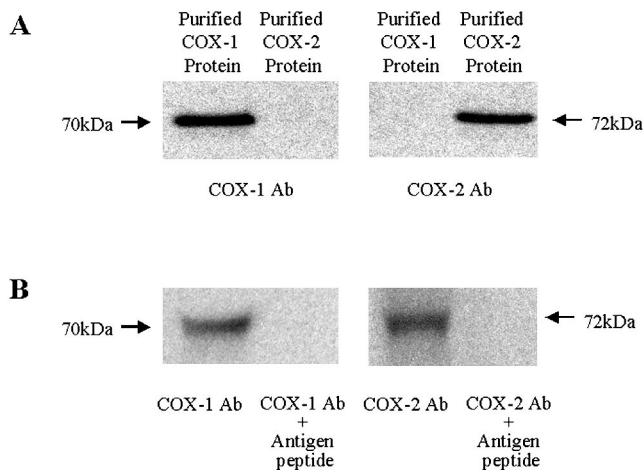 A
Purified Purified
COX-1 COX-2
Protein Protein
Purified Purified
COX-1 COX-2
Protein Protein
70kDa
72kDa
COX-1 Ab
COX-2 Ab
B
70kDa
72kDa
COX-1 Ab
COX-1 Ab
+
Antigen
peptide
COX-2 Ab
COX-2 Ab
+
Antigen
peptide